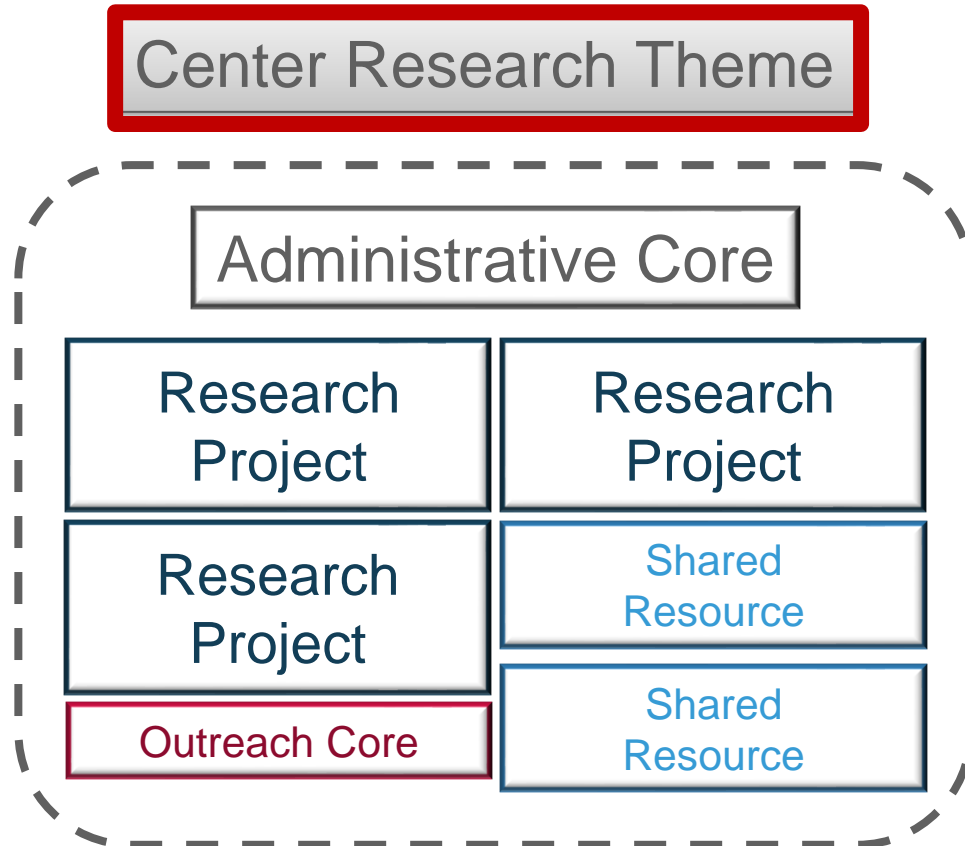 Center Research Theme
Administrative Core
Research
Project
Research
Project
Research
Project
Shared
Resource
Outreach Core
Shared
Resource